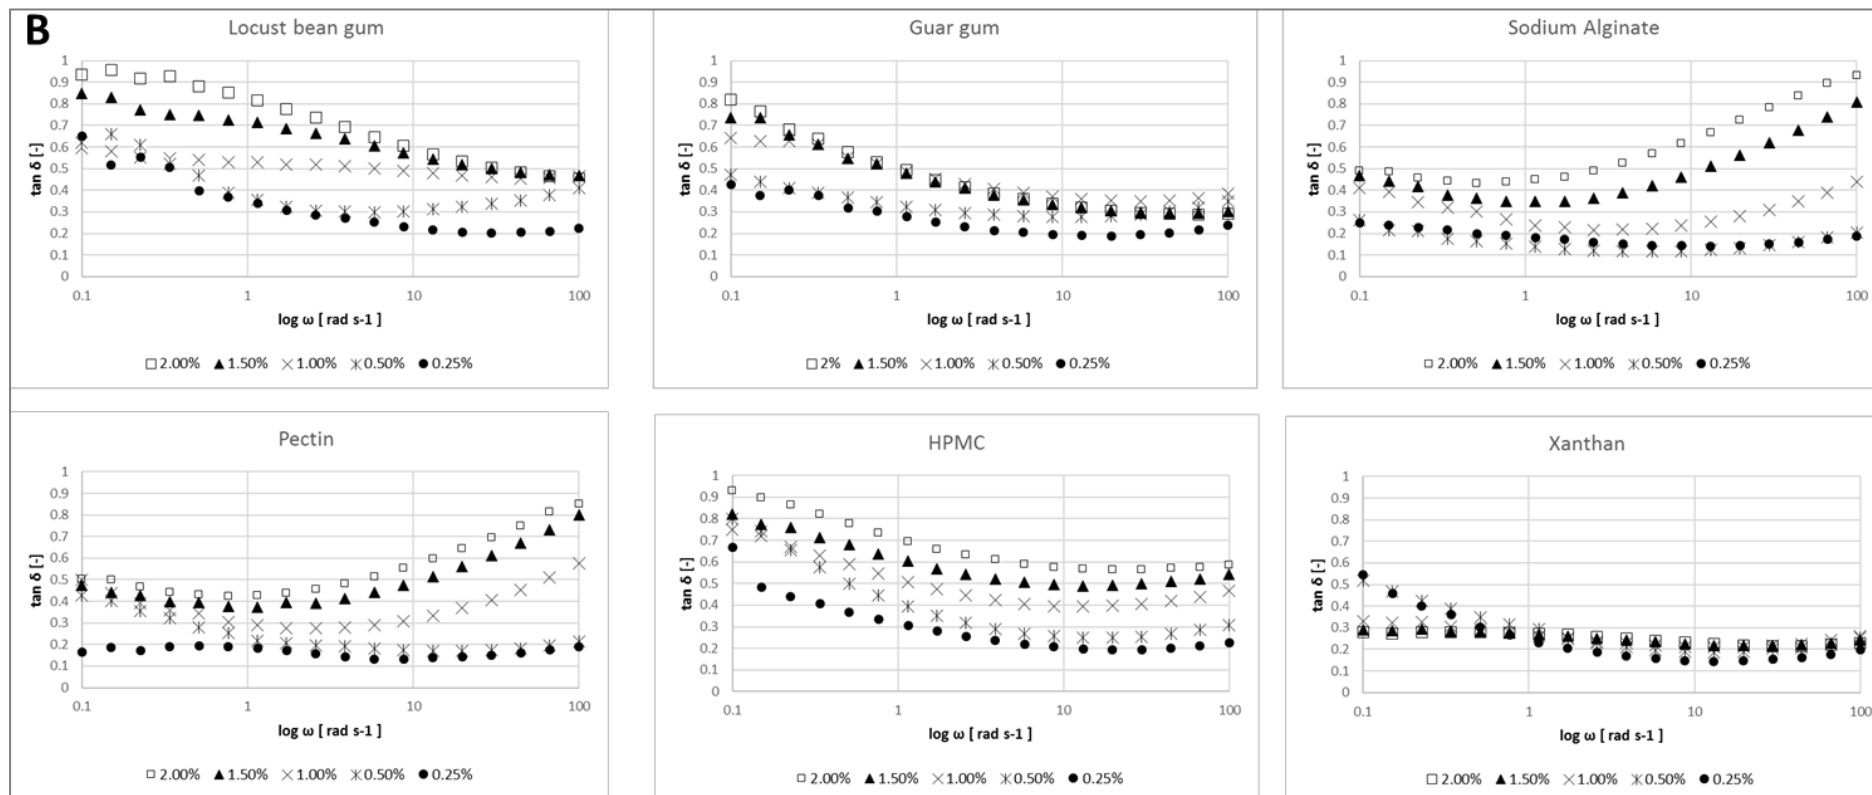 B
Locust bean gum
tan δ [-]
1
0.9
0.8
0.7
0.6
0.5
0.4
0.3
0.2
0.1
0
0.1 1 10 100
log ω [ rad s-1 ]
2.00% 1.50% 1.00% 0.50% 0.25%
Guar gum
tan δ [-]
1
0.9
0.8
0.7
0.6
0.5
0.4
0.3
0.2
0.1
0
0.1 1 10 100
log ω [ rad s-1 ]
2% 1.50% 1.00% 0.50% 0.25%
Sodium Alginate
tan δ [-]
1
0.9
0.8
0.7
0.6
0.5
0.4
0.3
0.2
0.1
0
0.1 1 10 100
log ω [ rad s-1 ]
2.00% 1.50% 1.00% 0.50% 0.25%
Pectin
tan δ [-]
1
0.9
0.8
0.7
0.6
0.5
0.4
0.3
0.2
0.1
0
0.1 1 10 100
log ω [ rad s-1 ]
2.00% 1.50% 1.00% 0.50% 0.25%
HPMC
tan δ [-]
1
0.9
0.8
0.7
0.6
0.5
0.4
0.3
0.2
0.1
0
0.1 1 10 100
log ω [ rad s-1 ]
2.00% 1.50% 1.00% 0.50% 0.25%
Xanthan
tan δ [-]
1
0.9
0.8
0.7
0.6
0.5
0.4
0.3
0.2
0.1
0
0.1 1 10 100
log ω [ rad s-1 ]
2.00% 1.50% 1.00% 0.50% 0.25%